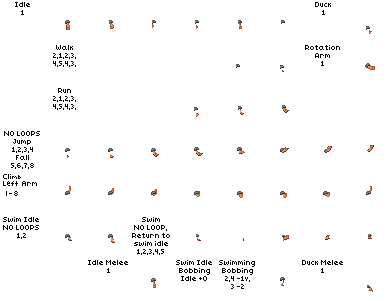 Idle
1
Duck
1
Walk
2,1,2,3,
4,5,4,3,
Rotation
Arm
1
Run
2,1,2,3,
4,5,4,3,
NO LOOPS
Jump
1,2,3,4
Fall
5,6,7,8
Climb
Left Arm
1-8
Swim Idle
NO LOOPS
1,2
Swim
NO LOOP,
Return to
swim idle
1,2,3,4,5
Idle Melee
1
Swim Idle
Bobbing
Idle +0
Swimming
Bobbing
2,4 -1v,
3 -2
Duck Melee
1